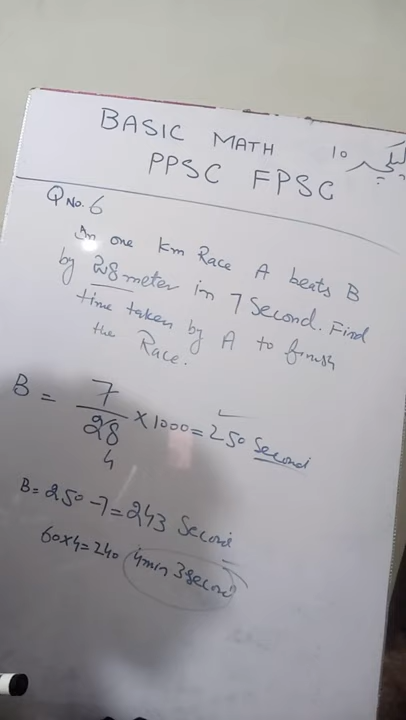 BASIC MATH
PPSC FPSC
10
Q No. 6
In one Km Race A beats B
by 28 meter in 7 Second. Find
time taken by A to finish
the Race.
B = 7/28 × 1000 = 250 Second
4
B = 250 - 7 = 243 Second
60×4=240 4min 3second